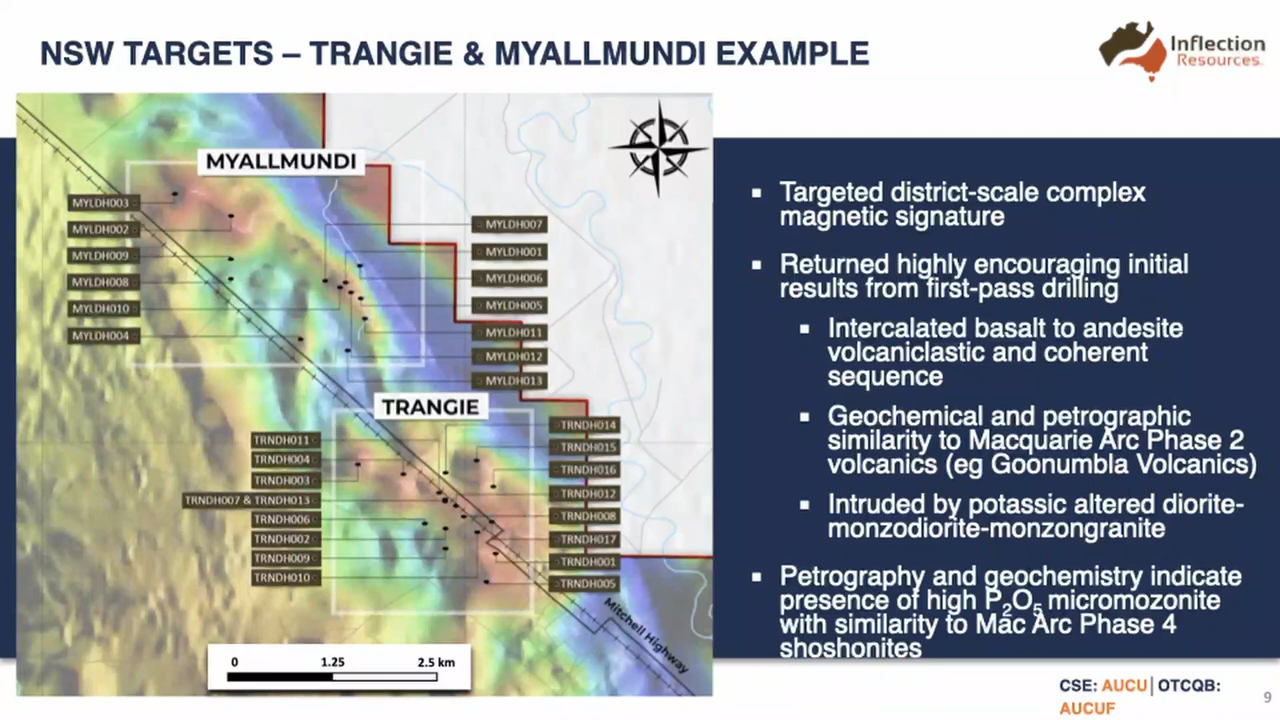 NSW TARGETS – TRANGIE & MYALLMUNDI EXAMPLE
Inflection
Resources
MYALLMUNDI
MYLDH003
MYLDH002
MYLDH009
MYLDH008
MYLDH010
MYLDH004
MYLDH007
MYLDH001
MYLDH006
MYLDH005
MYLDH011
MYLDH012
MYLDH013
TRANGIE
TRNDH011
TRNDH004
TRNDH003
TRNDH007 & TRNDH013
TRNDH006
TRNDH002
TRNDH009
TRNDH010
TRNDH014
TRNDH015
TRNDH016
TRNDH012
TRNDH008
TRNDH017
TRNDH001
TRNDH005
Mitchell Highway
0 1.25 2.5 km
▪ Targeted district-scale complex
magnetic signature
▪ Returned highly encouraging initial
results from first-pass drilling
▪ Intercalated basalt to andesite
volcaniclastic and coherent
sequence
▪ Geochemical and petrographic
similarity to Macquarie Arc Phase 2
volcanics (eg Goonumbla Volcanics)
▪ Intruded by potassic altered diorite-
monzodiorite-monzongranite
▪ Petrography and geochemistry indicate
presence of high P₂O₅ micromozonite
with similarity to Mac Arc Phase 4
shoshonites
CSE: AUCU | OTCQB:
AUCUF
9